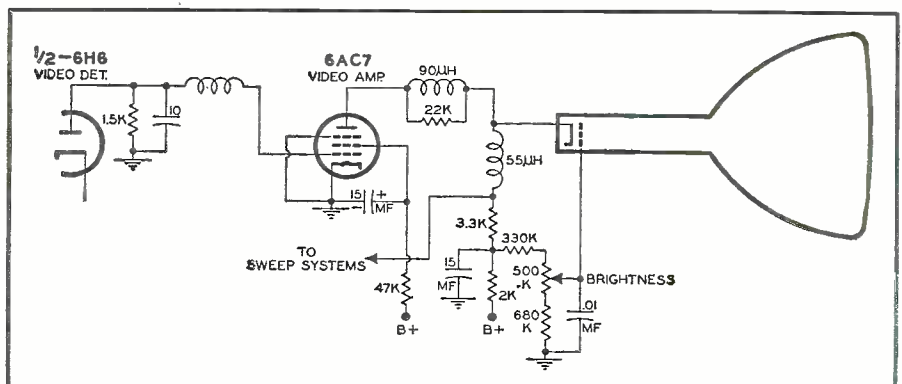 1/2-6H6
VIDEO DET.
1.5K
10
6AC7
VIDEO AMP.
90µH
22K
55µH
15
+
MF
3.3K
330K
TO
SWEEP SYSTEMS
15
MF
500
K
BRIGHTNESS
47K
2K
680
K
.01
MF
B+
B+